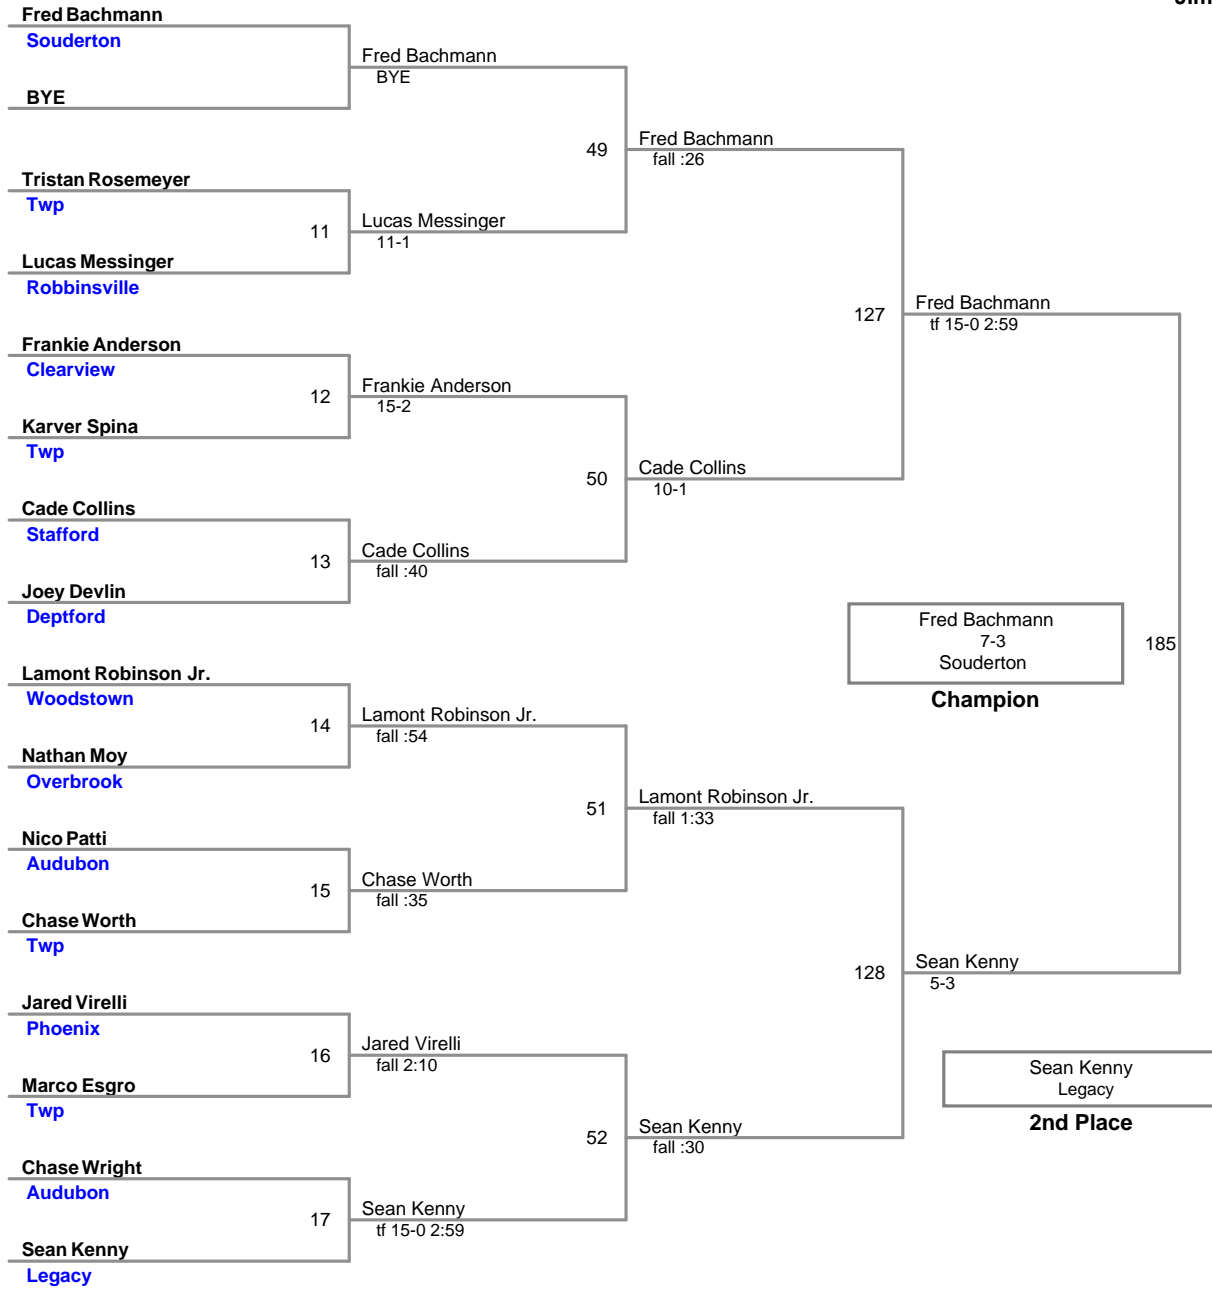 Fred Bachmann
Souderton
BYE
Fred Bachmann
BYE
Tristan Rosemeyer
Twp
11
Lucas Messinger
11-1
Lucas Messinger
Robbinsville
49
Fred Bachmann
fall :26
Frankie Anderson
Clearview
12
Frankie Anderson
15-2
Karver Spina
Twp
50
Cade Collins
10-1
Cade Collins
Stafford
13
Cade Collins
fall :40
Joey Devlin
Deptford
127
Fred Bachmann
tf 15-0 2:59
Lamont Robinson Jr.
Woodstown
14
Lamont Robinson Jr.
fall :54
Nathan Moy
Overbrook
51
Lamont Robinson Jr.
fall 1:33
Nico Patti
Audubon
15
Chase Worth
fall :35
Chase Worth
Twp
128
Sean Kenny
5-3
Jared Virelli
Phoenix
16
Jared Virelli
fall 2:10
Marco Esgro
Twp
52
Sean Kenny
fall :30
Chase Wright
Audubon
17
Sean Kenny
tf 15-0 2:59
Sean Kenny
Legacy
185
Fred Bachmann
7-3
Souderton
Champion
Sean Kenny
Legacy
2nd Place